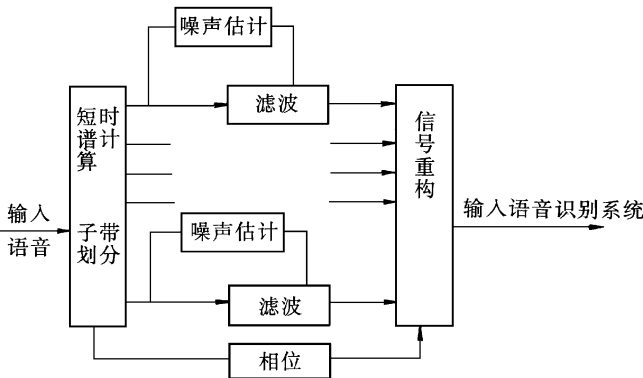 噪声估计
滤波
短时
谱计
算
子带
划分
输入
语音
信
号
重
构
输入语音识别系统
噪声估计
滤波
相位